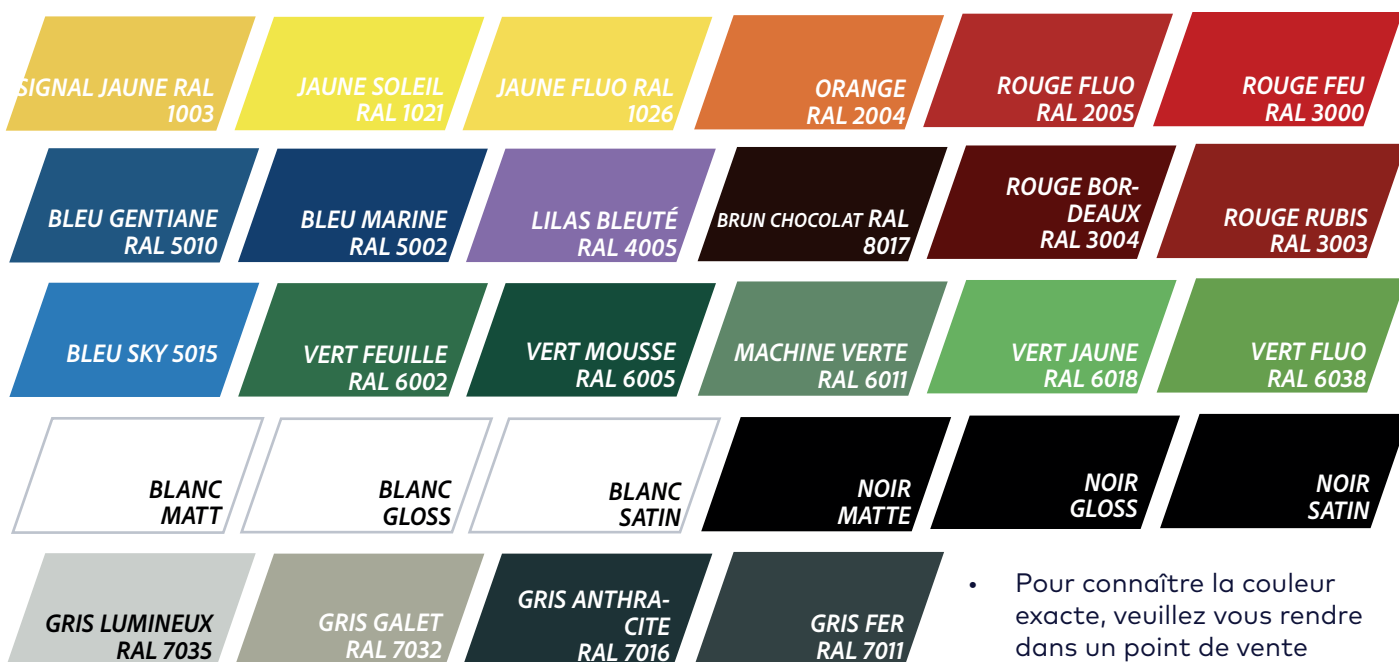 SIGNAL JAUNE RAL
1003
JAUNE SOLEIL
RAL 1021
JAUNE FLUO RAL
1026
ORANGE
RAL 2004
ROUGE FLUO
RAL 2005
ROUGE FEU
RAL 3000
BLEU GENTIANE
RAL 5010
BLEU MARINE
RAL 5002
LILAS BLEUTÉ
RAL 4005
BRUN CHOCOLAT RAL
8017
ROUGE BOR-
DEAUX
RAL 3004
ROUGE RUBIS
RAL 3003
BLEU SKY 5015
VERT FEUILLE
RAL 6002
VERT MOUSSE
RAL 6005
MACHINE VERTE
RAL 6011
VERT JAUNE
RAL 6018
VERT FLUO
RAL 6038
BLANC
MATT
BLANC
GLOSS
BLANC
SATIN
NOIR
MATTE
NOIR
GLOSS
NOIR
SATIN
GRIS LUMINEUX
RAL 7035
GRIS GALET
RAL 7032
GRIS ANTHRA-
CITE
RAL 7016
GRIS FER
RAL 7011
• Pour connaître la couleur
exacte, veuillez vous rendre
dans un point de vente